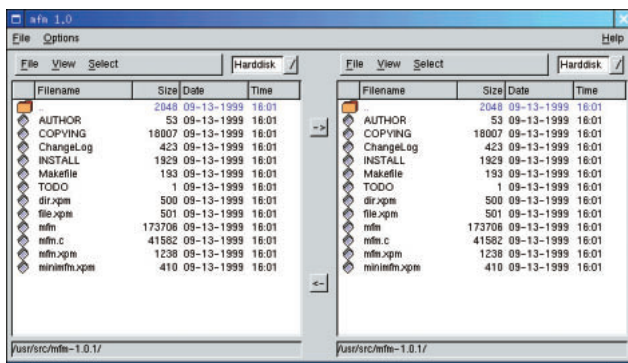 mfm 1.0
File Options Help
File View Select Harddisk /
Filename Size Date Time
.. 2048 09-13-1999 16:01
AUTHOR 53 09-13-1999 16:01
COPYING 18007 09-13-1999 16:01
ChangeLog 423 09-13-1999 16:01
INSTALL 1929 09-13-1999 16:01
Makefile 193 09-13-1999 16:01
TODO 1 09-13-1999 16:01
dir.xpm 500 09-13-1999 16:01
file.xpm 501 09-13-1999 16:01
mfm 173706 09-13-1999 16:01
mfm.c 41582 09-13-1999 16:01
mfm.xpm 1238 09-13-1999 16:01
minimfm.xpm 410 09-13-1999 16:01
/usr/src/mfm-1.0.1/
->
<-
File View Select Harddisk /
Filename Size Date Time
.. 2048 09-13-1999 16:01
AUTHOR 53 09-13-1999 16:01
COPYING 18007 09-13-1999 16:01
ChangeLog 423 09-13-1999 16:01
INSTALL 1929 09-13-1999 16:01
Makefile 193 09-13-1999 16:01
TODO 1 09-13-1999 16:01
dir.xpm 500 09-13-1999 16:01
file.xpm 501 09-13-1999 16:01
mfm 173706 09-13-1999 16:01
mfm.c 41582 09-13-1999 16:01
mfm.xpm 1238 09-13-1999 16:01
minimfm.xpm 410 09-13-1999 16:01
/usr/src/mfm-1.0.1/